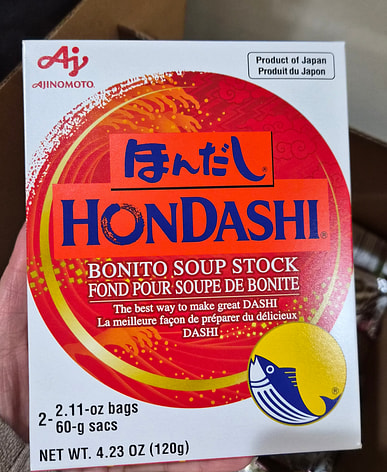 AJINOMOTO®
Product of Japan
Produit du Japon
ほんだし®
HONDASHI®
BONITO SOUP STOCK
FOND POUR SOUPE DE BONITE
The best way to make great DASHI
La meilleure façon de préparer du délicieux
DASHI
®
2- 2.11-oz bags
60-g sacs
NET WT. 4.23 OZ (120g)